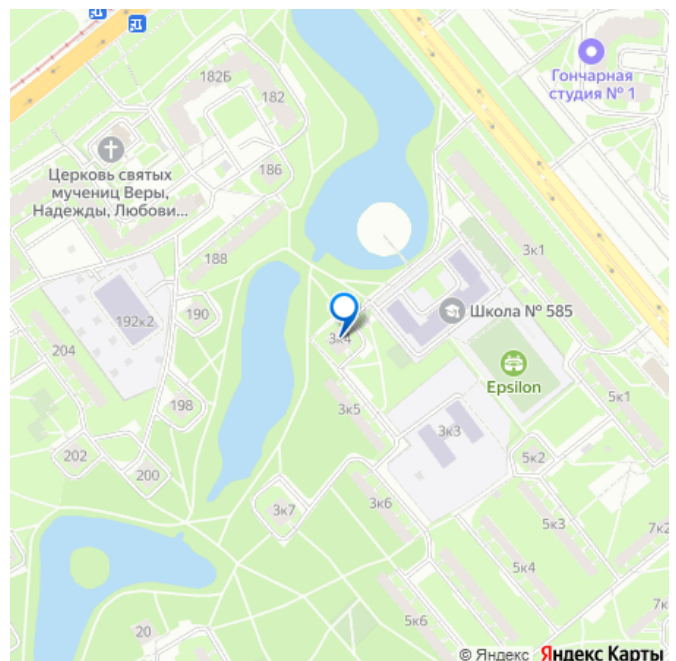 182Б
182
Гончарная
студия № 1
186
Церковь святых
мучениц Веры,
Надежды, Любови...
188
3к1
190
192к2
Школа № 585
3к4
204
Epsilon
198
3к5
5к1
3к3
202
200
5к2
3к7
3к6
5к3
7к2
5к4
7к
5к6
20
© Яндекс Яндекс Карты